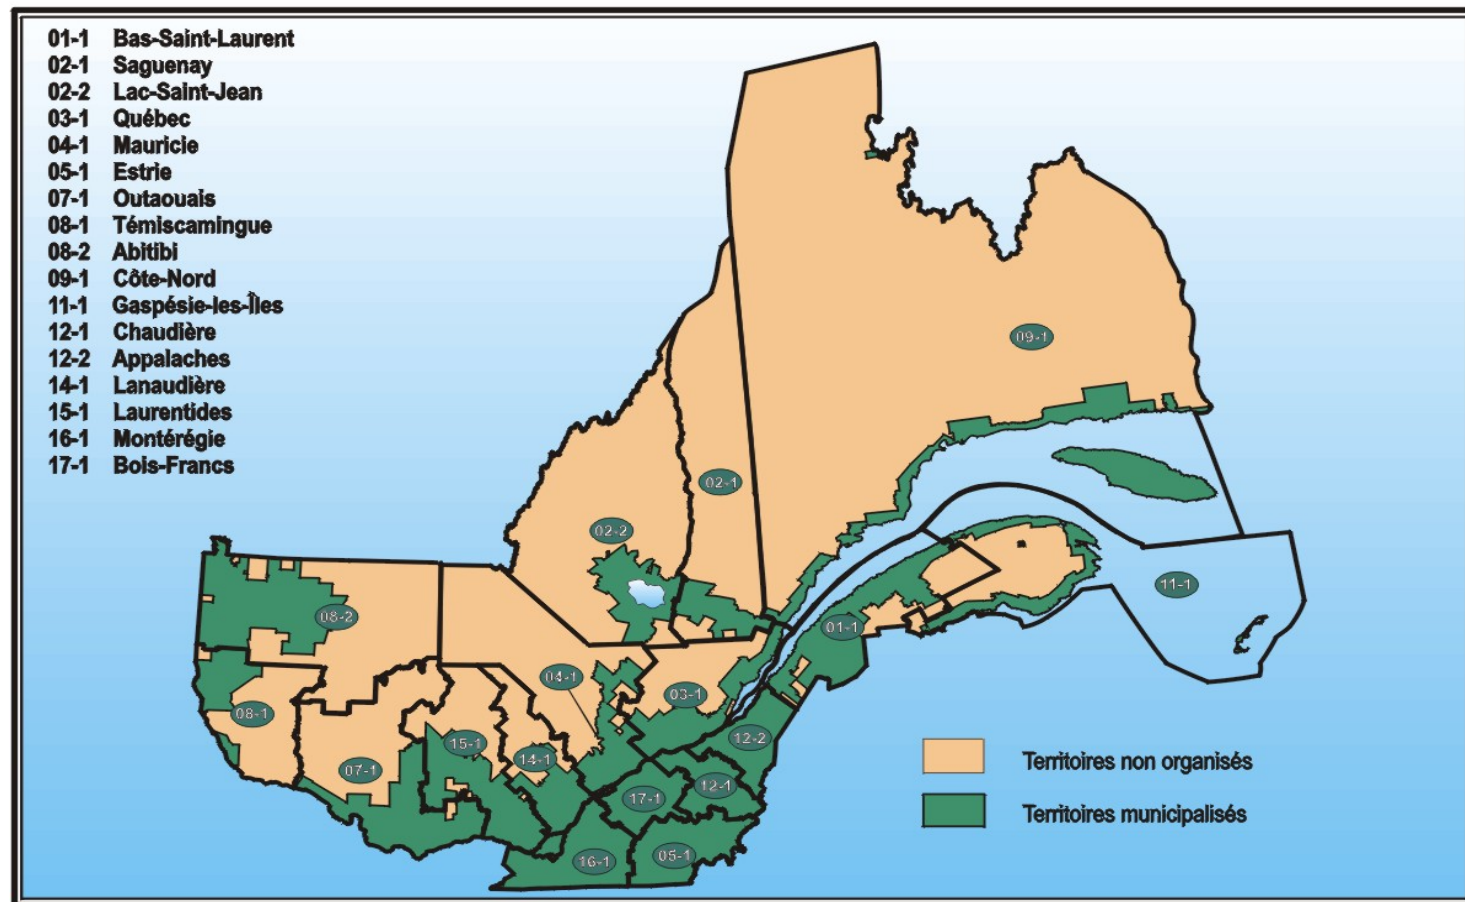 01-1 Bas-Saint-Laurent
02-1 Saguenay
02-2 Lac-Saint-Jean
03-1 Québec
04-1 Mauricie
05-1 Estrie
07-1 Outaouais
08-1 Témiscamingue
08-2 Abitibi
09-1 Côte-Nord
11-1 Gaspésie-les-Îles
12-1 Chaudière
12-2 Appalaches
14-1 Lanaudière
15-1 Laurentides
16-1 Montérégie
17-1 Bois-Francs
09-1
02-1
02-2
11-1
08-2
01-1
04-1
03-1
08-1
12-2
15-1
14-1
07-1
12-1
17-1
16-1
05-1
Territoires non organisés
Territoires municipalisés